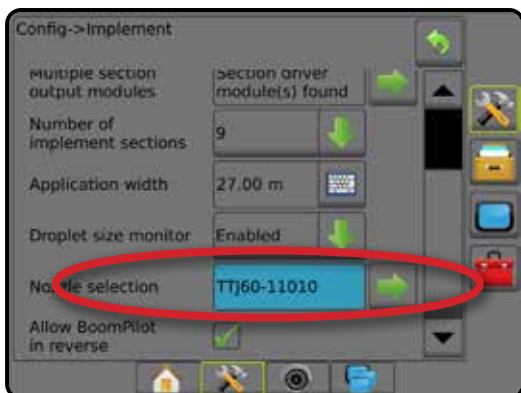 Config->Implement
Multiple section
output modules
Section driver
module(s) found
Number of
implement sections
9
Application width
27.00 m
Droplet size monitor
Enabled
Nozzle selection
TTJ60-11010
Allow BoomPilot
in reverse